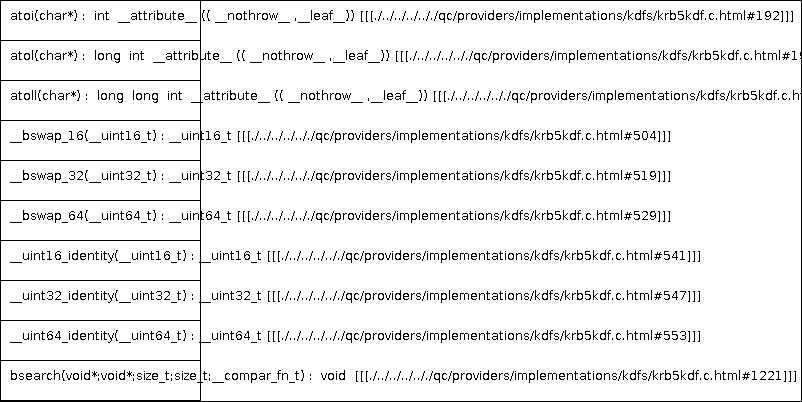 atoi(char*) : int __attribute__ (( __nothrow__ ,__leaf__)) [[[./../../../../qc/providers/implementations/kdfs/krb5kdf.c.html#192]]]
atol(char*) : long int __attribute__ (( __nothrow__ ,__leaf__)) [[[./../../../../qc/providers/implementations/kdfs/krb5kdf.c.html#19
atoll(char*) : long long int __attribute__ (( __nothrow__ ,__leaf__)) [[[./../../../../qc/providers/implementations/kdfs/krb5kdf.c.ht
__bswap_16(__uint16_t) : __uint16_t [[[./../../../../qc/providers/implementations/kdfs/krb5kdf.c.html#504]]]
__bswap_32(__uint32_t) : __uint32_t [[[./../../../../qc/providers/implementations/kdfs/krb5kdf.c.html#519]]]
__bswap_64(__uint64_t) : __uint64_t [[[./../../../../qc/providers/implementations/kdfs/krb5kdf.c.html#529]]]
__uint16_identity(__uint16_t) : __uint16_t [[[./../../../../qc/providers/implementations/kdfs/krb5kdf.c.html#541]]]
__uint32_identity(__uint32_t) : __uint32_t [[[./../../../../qc/providers/implementations/kdfs/krb5kdf.c.html#547]]]
__uint64_identity(__uint64_t) : __uint64_t [[[./../../../../qc/providers/implementations/kdfs/krb5kdf.c.html#553]]]
bsearch(void*;void*;size_t;size_t;__compar_fn_t) : void [[[./../../../../qc/providers/implementations/kdfs/krb5kdf.c.html#1221]]]